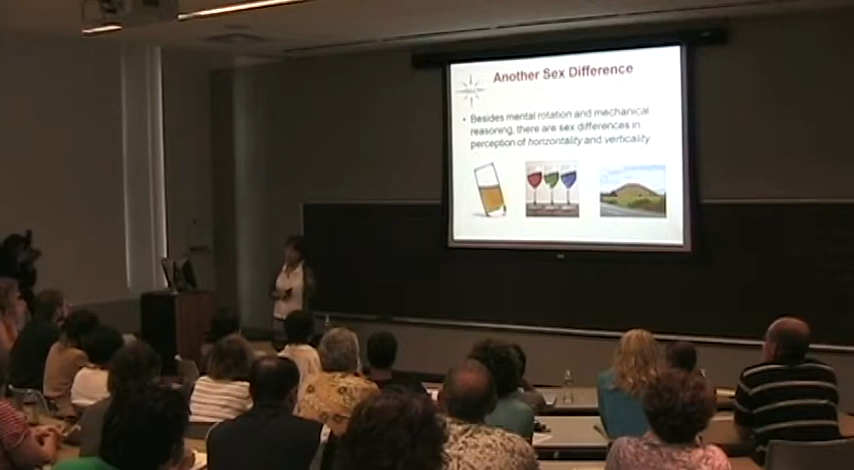 Another Sex Difference
• Besides mental rotation and mechanical
reasoning, there are sex differences in
perception of horizontality and verticality